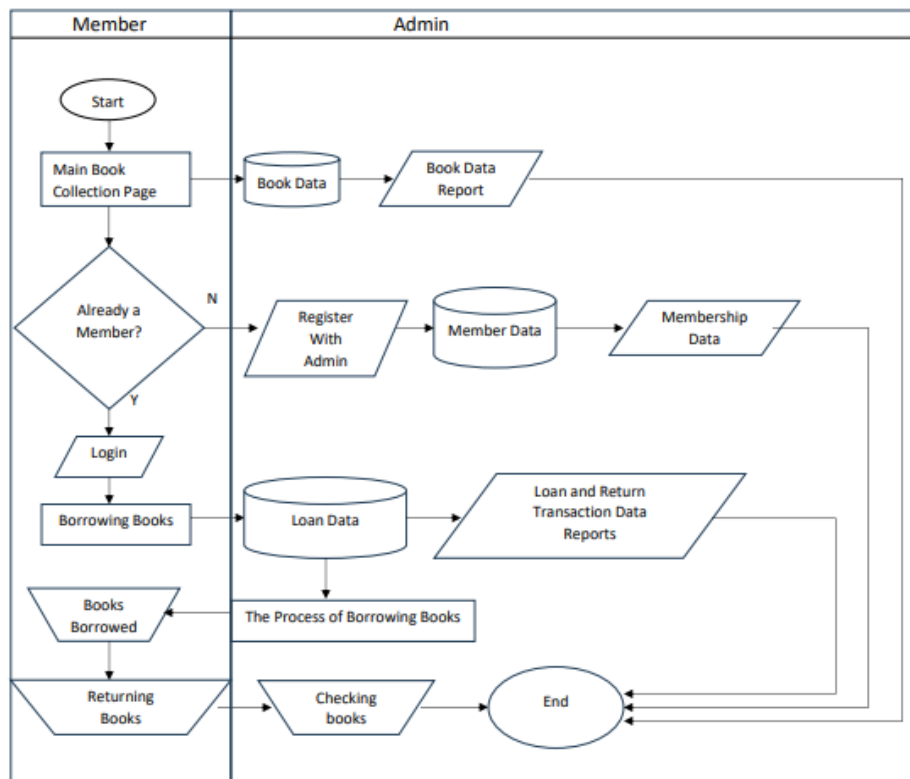 Member
Admin
Start
Main Book
Collection Page
Book Data
Book Data
Report
Already a
Member?
N
Register
With
Admin
Member Data
Membership
Data
Y
Login
Borrowing Books
Loan Data
Loan and Return
Transaction Data
Reports
Books
Borrowed
The Process of Borrowing Books
Returning
Books
Checking
books
End